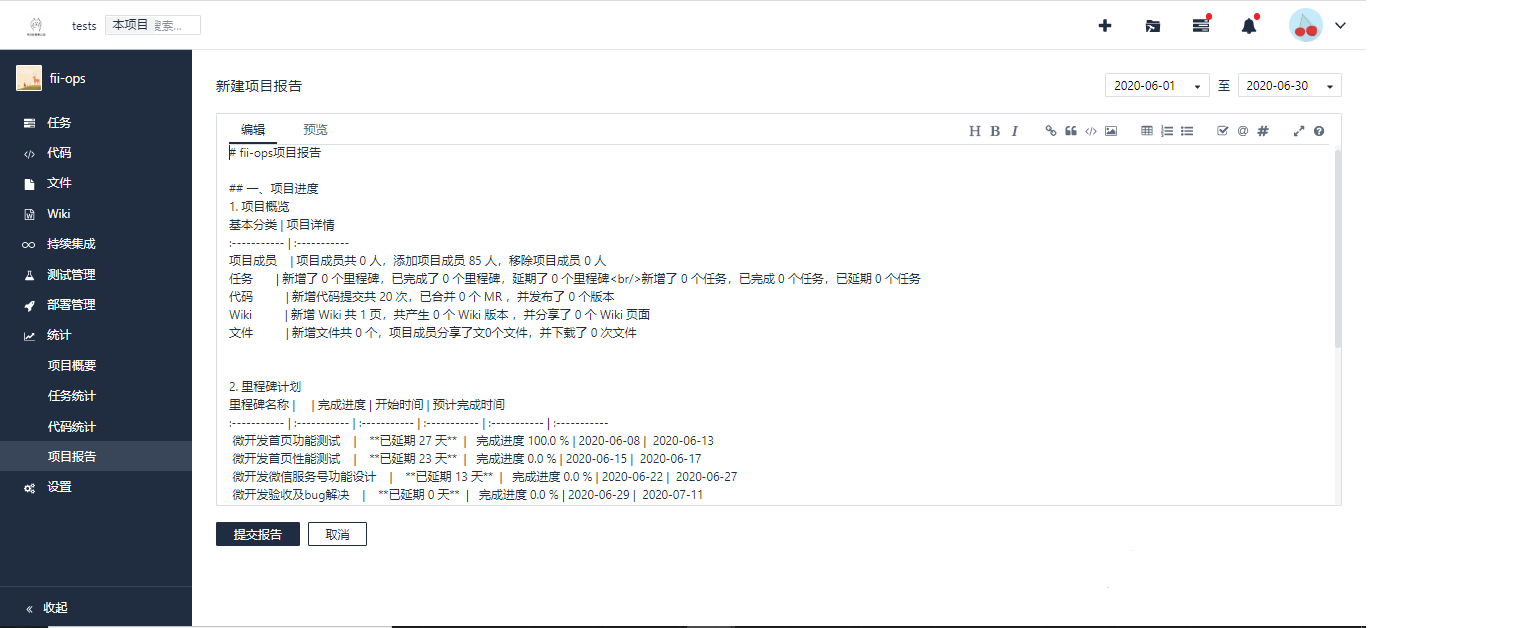 tests 本项目 搜索...
fii-ops
任务
代码
文件
Wiki
持续集成
测试管理
部署管理
统计
项目概要
任务统计
代码统计
项目报告
设置
收起
新建项目报告
2020-06-01 至 2020-06-30
编辑 预览
# fii-ops项目报告
## 一、项目进度
1. 项目概览
基本分类 | 项目详情
:----------- | :-----------
项目成员 | 项目成员共 0 人，添加项目成员 85 人，移除项目成员 0 人
任务 | 新增了 0 个里程碑，已完成了 0 个里程碑，延期了 0 个里程碑<br/>新增了 0 个任务，已完成 0 个任务，已延期 0 个任务
代码 | 新增代码提交共 20 次，已合并 0 个 MR ，并发布了 0 个版本
Wiki | 新增 Wiki 共 1 页，共产生 0 个 Wiki 版本 ，并分享了 0 个 Wiki 页面
文件 | 新增文件共 0 个，项目成员分享了文0个文件，并下载了 0 次文件
2. 里程碑计划
里程碑名称 | | 完成进度 | 开始时间 | 预计完成时间
:----------- | :----------- | :----------- | :----------- | :----------- | :-----------
微开发首页功能测试 | **已延期 27 天** | 完成进度 100.0 % | 2020-06-08 | 2020-06-13
微开发首页性能测试 | **已延期 23 天** | 完成进度 0.0 % | 2020-06-15 | 2020-06-17
微开发微信服务号功能设计 | **已延期 13 天** | 完成进度 0.0 % | 2020-06-22 | 2020-06-27
微开发验收及bug解决 | **已延期 0 天** | 完成进度 0.0 % | 2020-06-29 | 2020-07-11
提交报告 取消